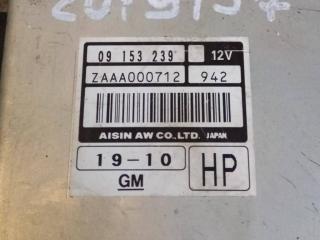 09 153 239 12V
ZAAA000712 942
AISIN AW CO.,LTD. JAPAN
19-10 HP
GM